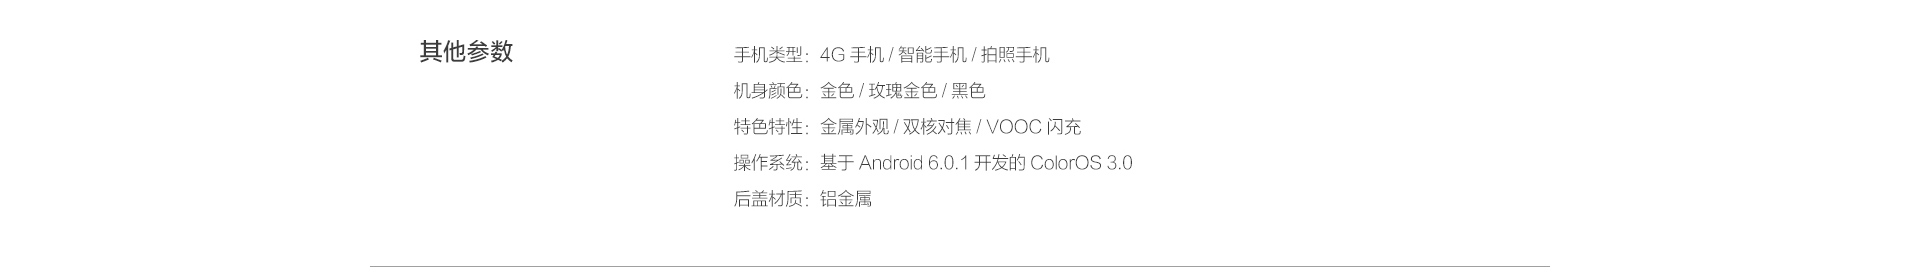 其他参数
手机类型：4G 手机 / 智能手机 / 拍照手机
机身颜色：金色 / 玫瑰金色 / 黑色
特色特性：金属外观 / 双核对焦 / VOOC 闪充
操作系统：基于 Android 6.0.1 开发的 ColorOS 3.0
后盖材质：铝金属